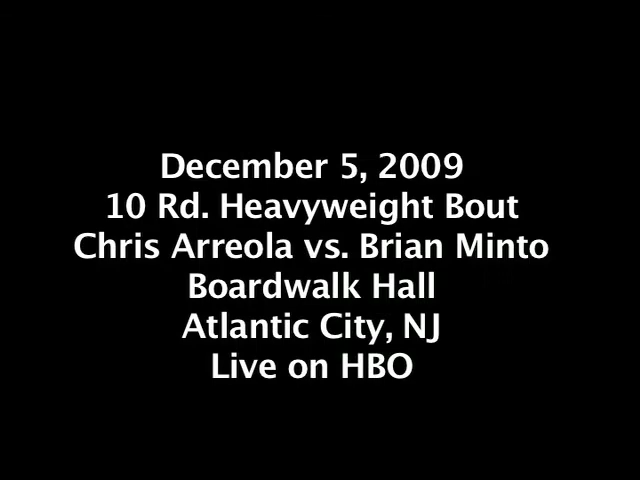 December 5, 2009
10 Rd. Heavyweight Bout
Chris Arreola vs. Brian Minto
Boardwalk Hall
Atlantic City, NJ
Live on HBO